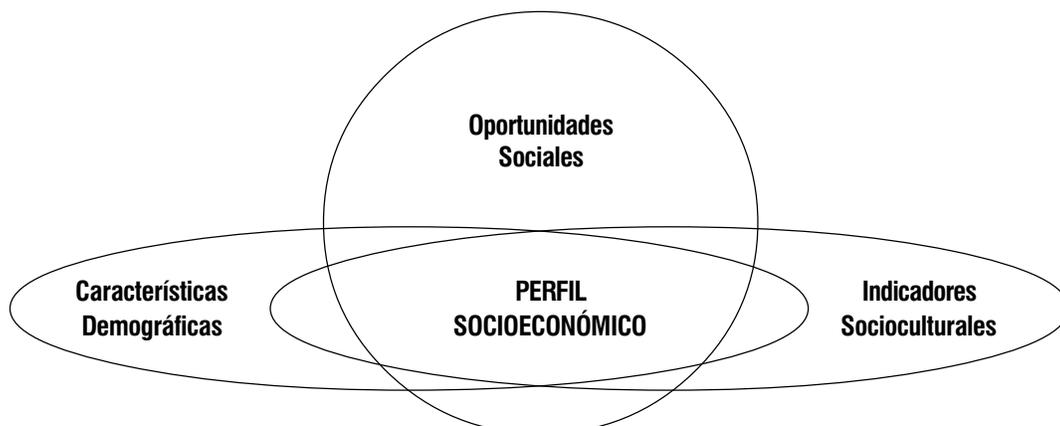 Oportunidades
Sociales
Características
Demográficas
PERFIL
SOCIOECONÓMICO
Indicadores
Socioculturales